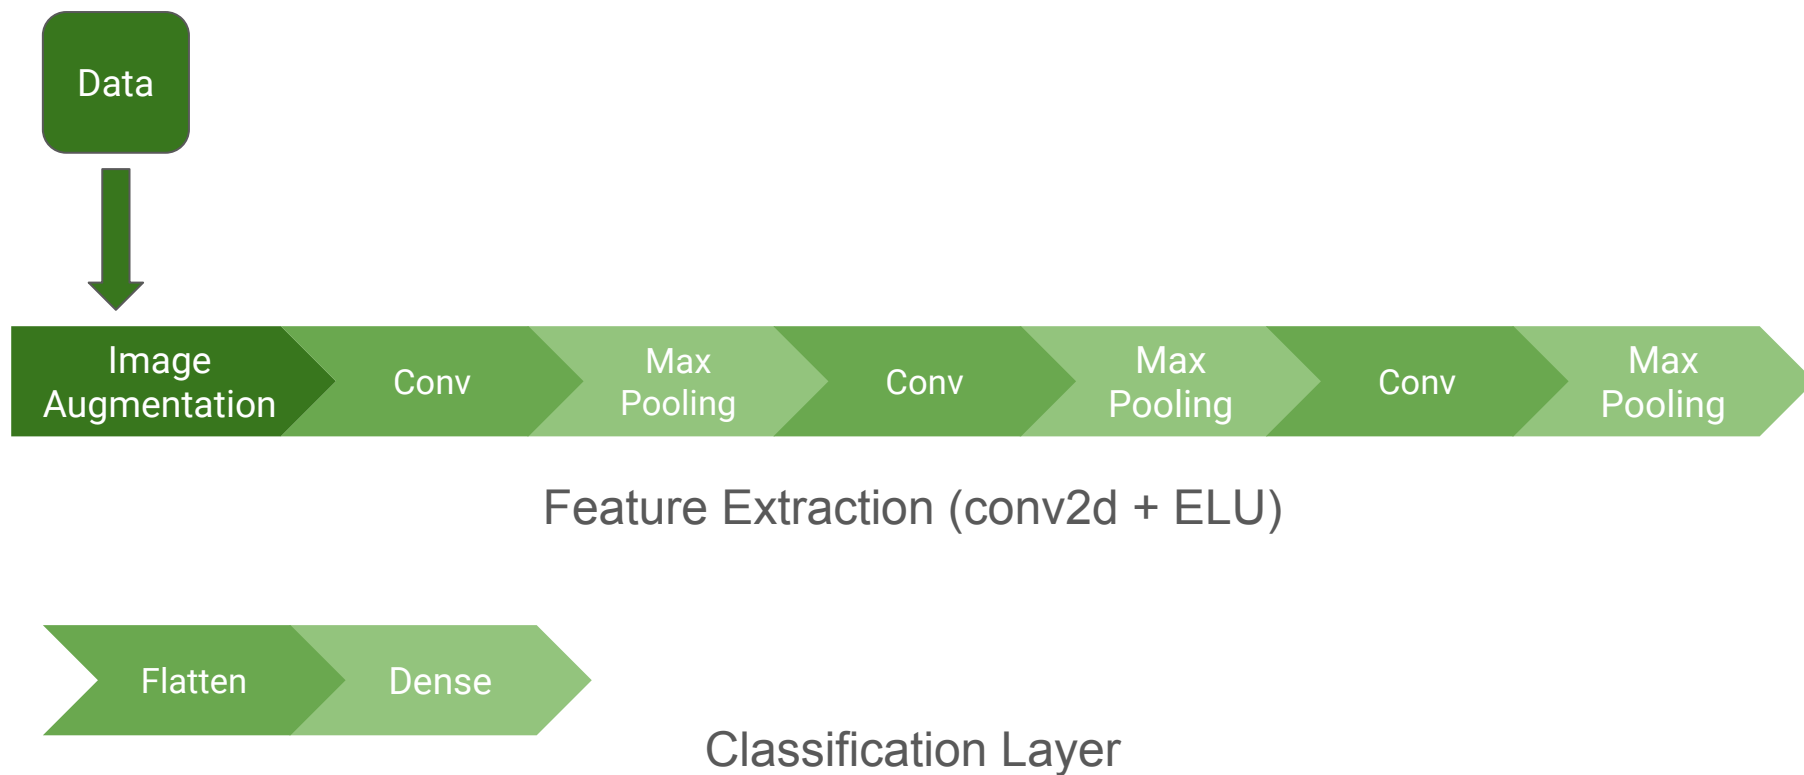 Data
Image
Augmentation
Conv
Max
Pooling
Conv
Max
Pooling
Conv
Max
Pooling
Feature Extraction (conv2d + ELU)
Flatten
Dense
Classification Layer